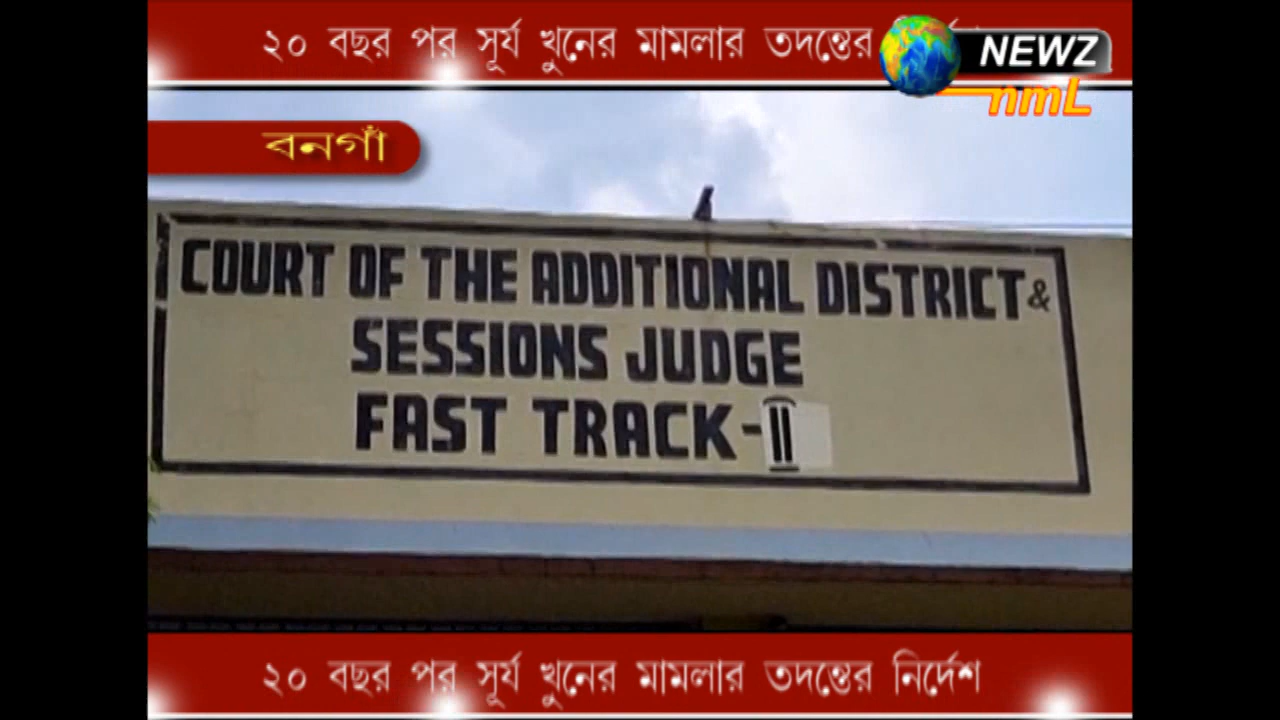 ২০ বছর পর সূর্য খুনের মামলার তদন্তের
NEWZ
nmL
বনগাঁ
COURT OF THE ADDITIONAL DISTRICT &
SESSIONS JUDGE
FAST TRACK-II
২০ বছর পর সূর্য খুনের মামলার তদন্তের নির্দেশ